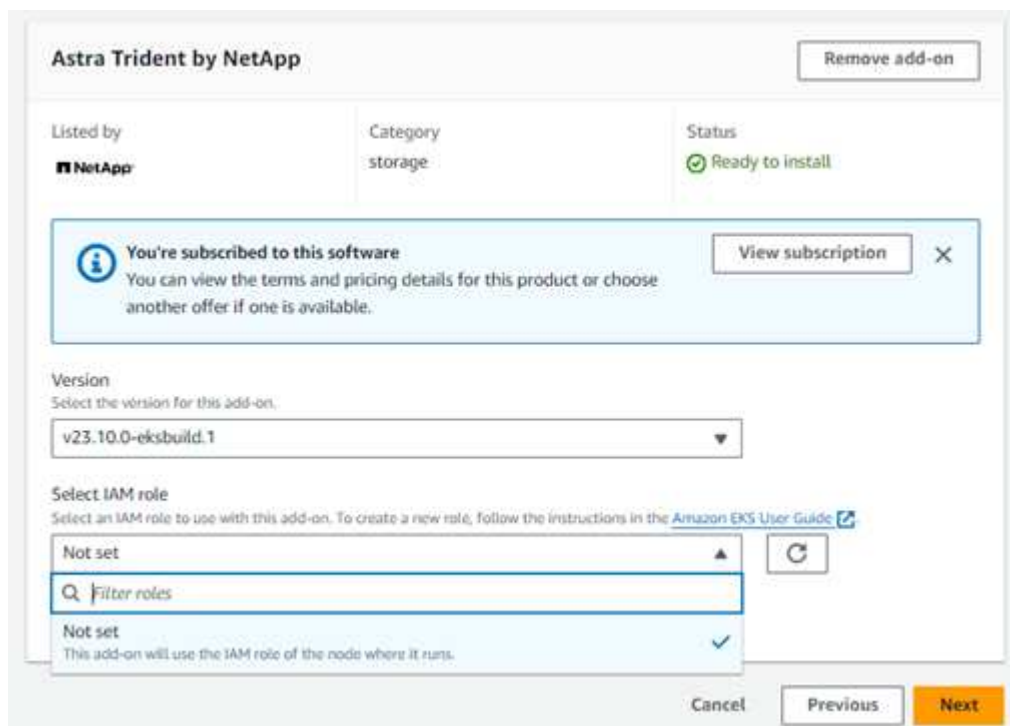 Astra Trident by NetApp
Remove add-on
Listed by
Category
Status
NetApp
storage
Ready to install
You're subscribed to this software
View subscription
You can view the terms and pricing details for this product or choose
another offer if one is available.
Version
Select the version for this add-on.
v23.10.0-eksbuild.1
Select IAM role
Select an IAM role to use with this add-on. To create a new role, follow the instructions in the Amazon EKS User Guide.
Not set
Filter roles
Not set
This add-on will use the IAM role of the node where it runs.
Cancel
Previous
Next